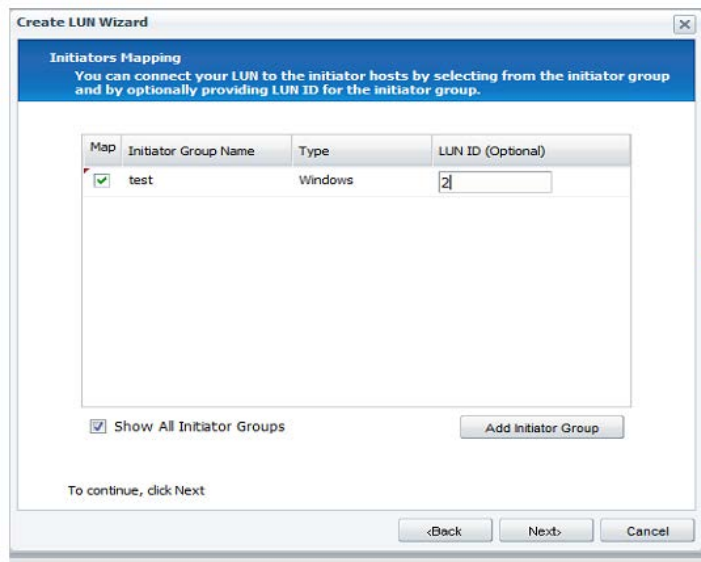 Create LUN Wizard
Initiators Mapping
You can connect your LUN to the initiator hosts by selecting from the initiator group
and by optionally providing LUN ID for the initiator group.
Map Initiator Group Name Type LUN ID (Optional)
test Windows 2
Show All Initiator Groups Add Initiator Group
To continue, click Next
<Back Next> Cancel